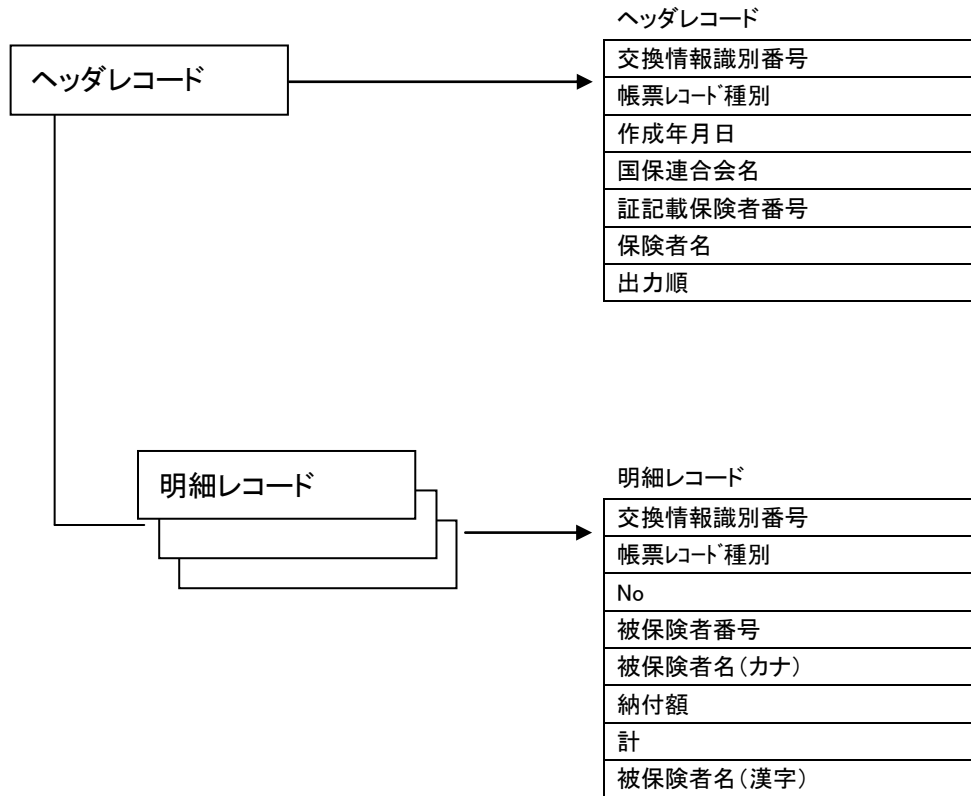 ヘッダレコード
ヘッダレコード
交換情報識別番号
帳票ﾚｺｰﾄﾞ種別
作成年月日
国保連合会名
証記載保険者番号
保険者名
出力順
明細レコード
明細レコード
交換情報識別番号
帳票ﾚｺｰﾄﾞ種別
No
被保険者番号
被保険者名（カナ）
納付額
計
被保険者名（漢字）